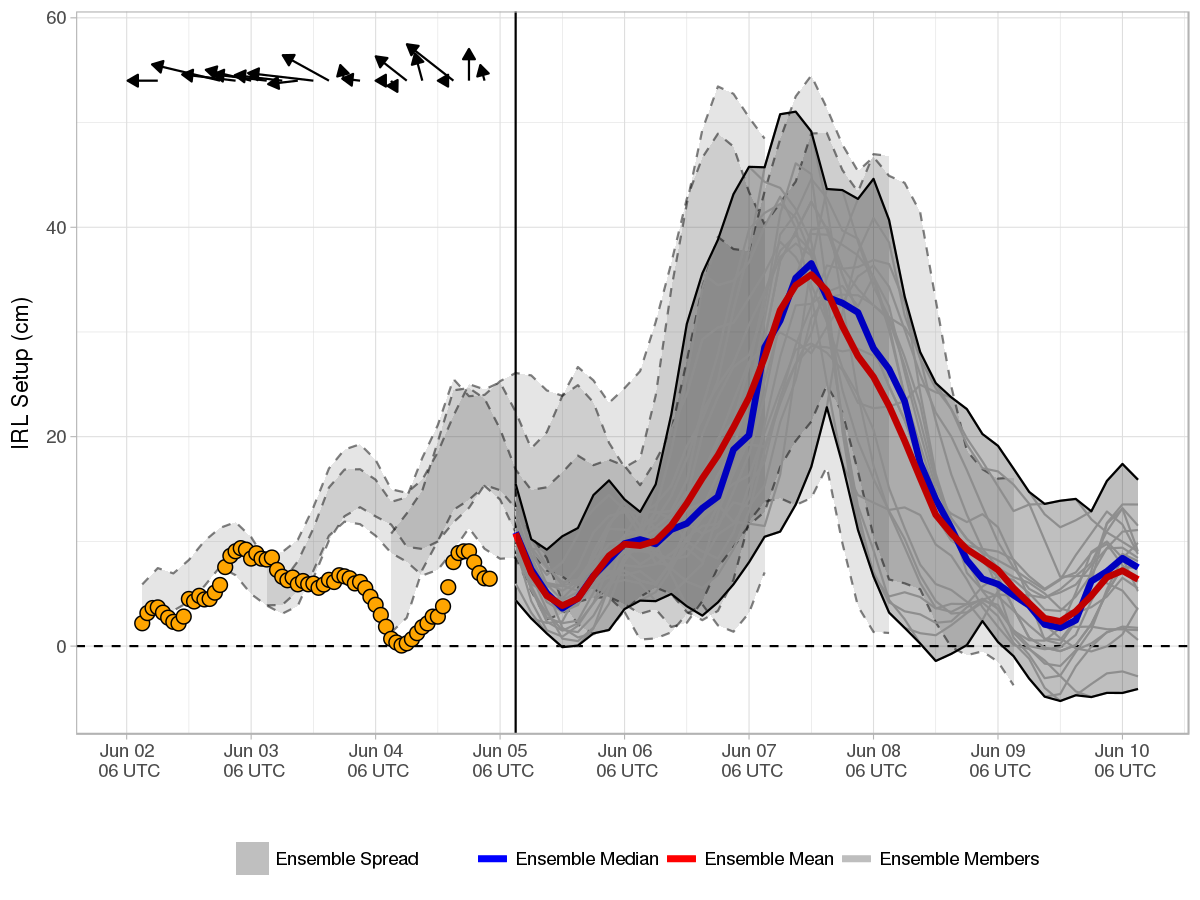 60
40
20
0
IRL Setup (cm)
Jun 02
06 UTC
Jun 03
06 UTC
Jun 04
06 UTC
Jun 05
06 UTC
Jun 06
06 UTC
Jun 07
06 UTC
Jun 08
06 UTC
Jun 09
06 UTC
Jun 10
06 UTC
Ensemble Spread
Ensemble Median
Ensemble Mean
Ensemble Members